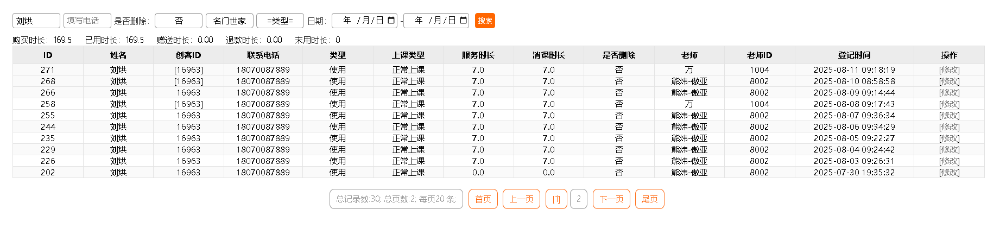 刘烘 填写电话 是否删除: 否 名门世家 =类型= 日期: 年 /月/日 - 年 /月/日 搜索
购买时长: 169.5 已用时长: 169.5 赠送时长: 0.00 退款时长: 0.00 末用时长: 0
ID 姓名 创客ID 联系电话 类型 上课类型 服务时长 消课时长 是否删除 老师 老师ID 登记时间 操作
271 刘烘 [16963] 18070087889 使用 正常上课 7.0 7.0 否 万 1004 2025-08-11 09:18:19 [修改]
268 刘烘 [16963] 18070087889 使用 正常上课 7.0 7.0 否 熊炜-傲亚 8002 2025-08-10 08:58:58 [修改]
266 刘烘 16963 18070087889 使用 正常上课 7.0 7.0 否 熊炜-傲亚 8002 2025-08-09 09:14:44 [修改]
258 刘烘 [16963] 18070087889 使用 正常上课 7.0 7.0 否 万 1004 2025-08-08 09:17:43 [修改]
255 刘烘 16963 18070087889 使用 正常上课 7.0 7.0 否 熊炜-傲亚 8002 2025-08-07 09:36:34 [修改]
244 刘烘 16963 18070087889 使用 正常上课 7.0 7.0 否 熊炜-傲亚 8002 2025-08-06 09:34:29 [修改]
235 刘烘 16963 18070087889 使用 正常上课 7.0 7.0 否 熊炜-傲亚 8002 2025-08-05 09:22:27 [修改]
229 刘烘 16963 18070087889 使用 正常上课 7.0 7.0 否 熊炜-傲亚 8002 2025-08-04 09:24:42 [修改]
226 刘烘 16963 18070087889 使用 正常上课 7.0 7.0 否 熊炜-傲亚 8002 2025-08-03 09:26:31 [修改]
202 刘烘 16963 18070087889 使用 正常上课 0.0 0.0 否 熊炜-傲亚 8002 2025-07-30 19:35:32 [修改]
总记录数:30; 总页数:2; 每页20 条; 首页 上一页 [1] 2 下一页 尾页